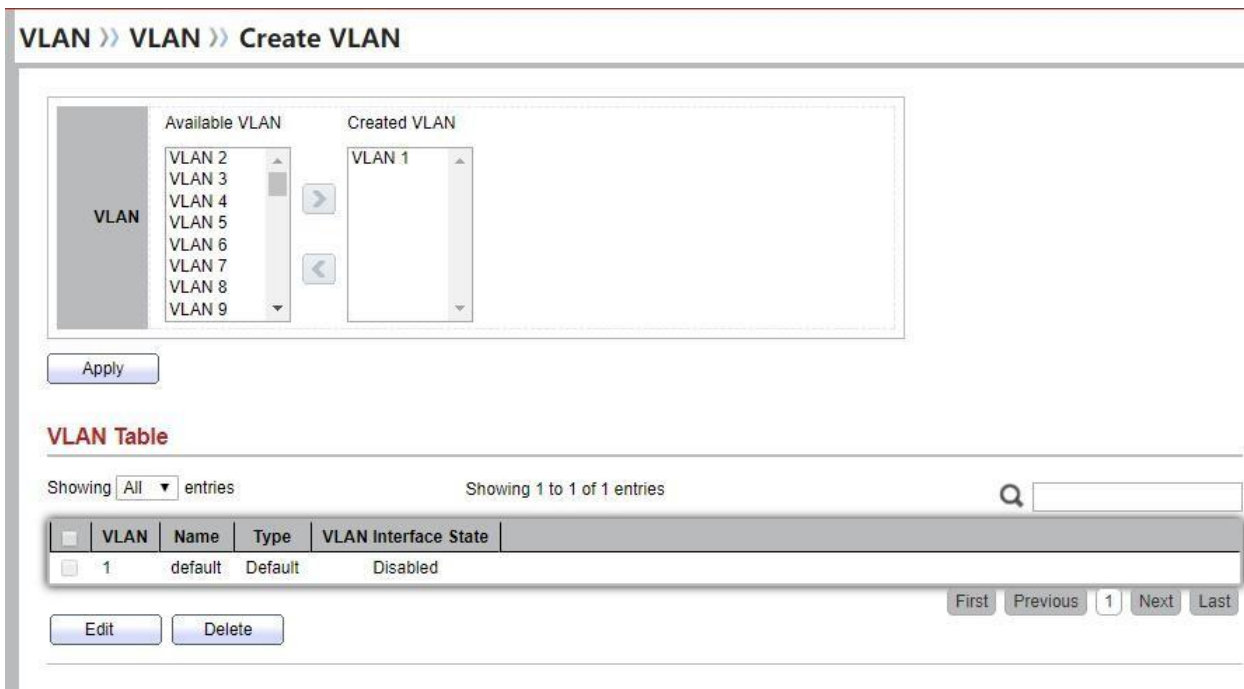 VLAN >> VLAN >> Create VLAN
Available VLAN Created VLAN
VLAN
VLAN 2
VLAN 3
VLAN 4
VLAN 5
VLAN 6
VLAN 7
VLAN 8
VLAN 9
VLAN 1
Apply
VLAN Table
Showing All entries Showing 1 to 1 of 1 entries
VLAN Name Type VLAN Interface State
1 default Default Disabled
First Previous 1 Next Last
Edit Delete